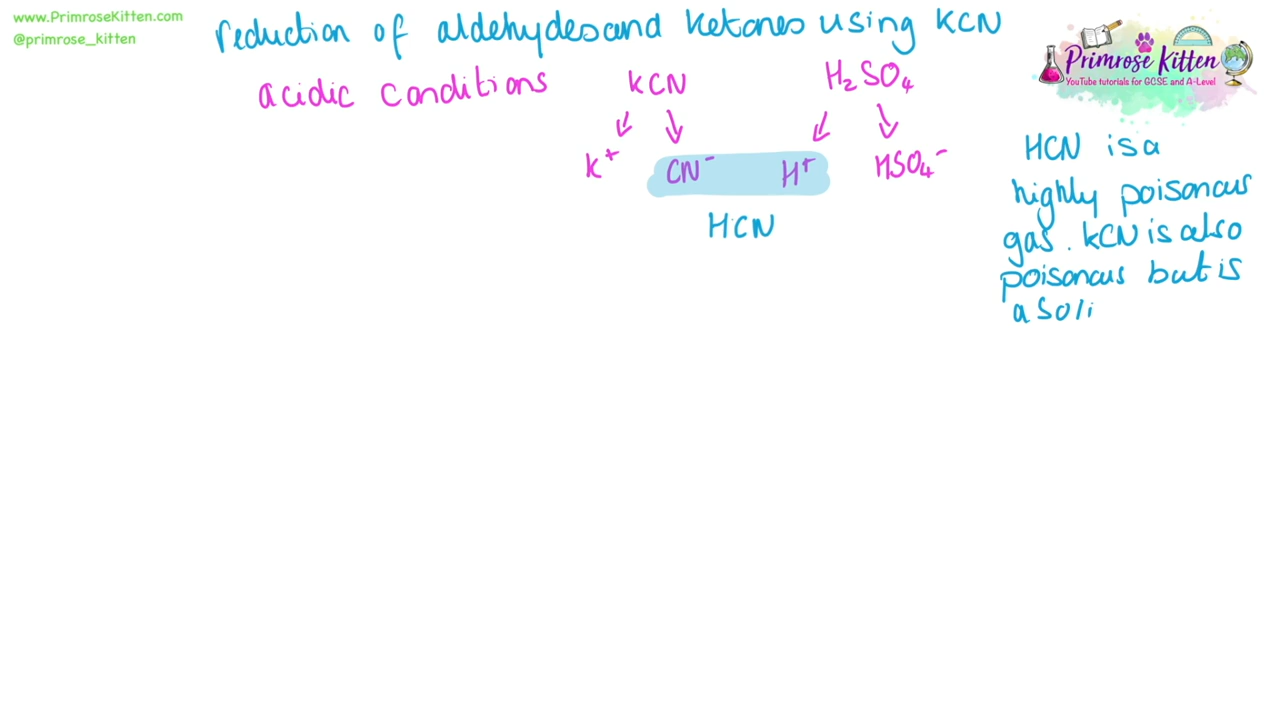 www.PrimroseKitten.com
@primrose_kitten
reduction of aldehydes and ketones using KCN
Primrose Kitten
YouTube tutorials for GCSE and A-Level
acidic conditions KCN H₂SO₄
K⁺ CN⁻ H⁺ HSO₄⁻
HCN
HCN is a
highly poisonous
gas. KCN is also
poisonous but is
a soli